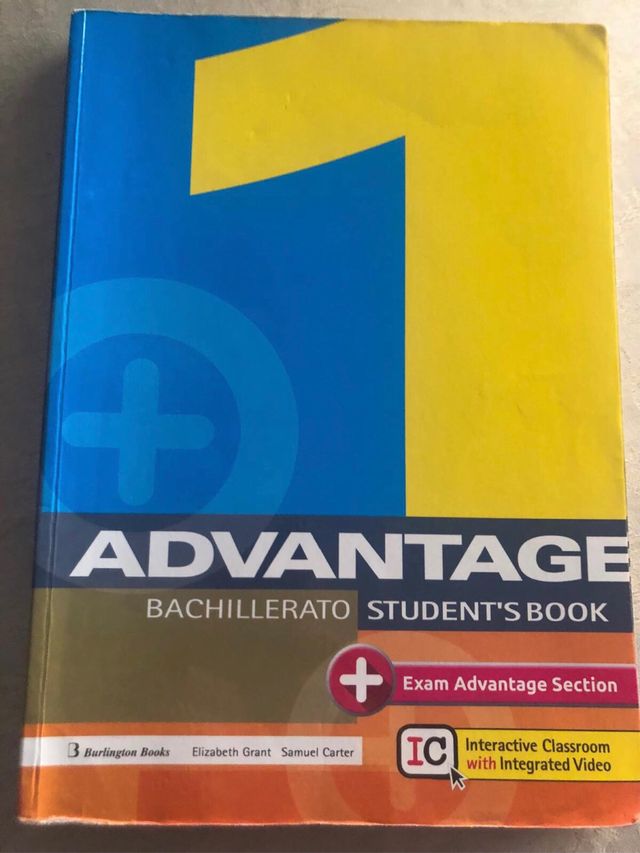 1
ADVANTAGE
BACHILLERATO STUDENT'S BOOK
Exam Advantage Section
B Burlington Books Elizabeth Grant Samuel Carter
IC Interactive Classroom
with Integrated Video